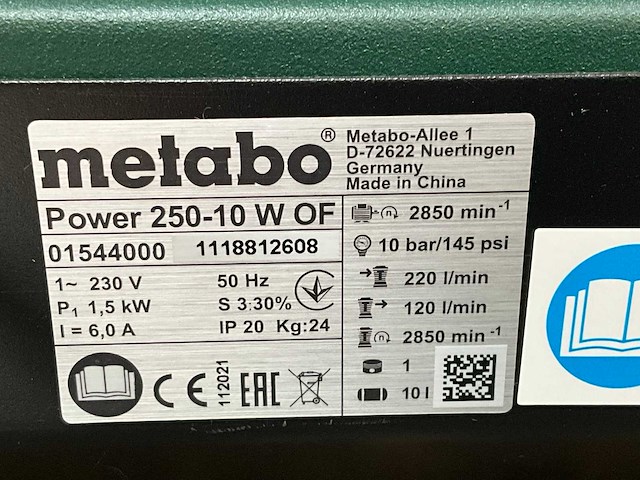 metabo®
Metabo-Allee 1
D-72622 Nuertingen
Germany
Made in China
Power 250-10 W OF
01544000 1118812608
1~ 230 V 50 Hz
P1 1,5 kW S 3:30%
I = 6,0 A IP 20 Kg:24
CE 112021 EAC
2850 min-1
10 bar/145 psi
220 l/min
120 l/min
2850 min-1
1
10 l